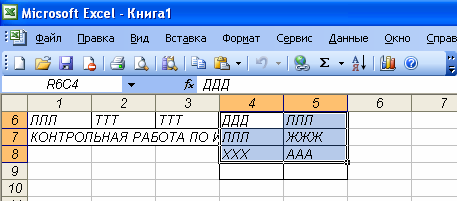 Microsoft Excel - Книга1
Файл Правка Вид Вставка Формат Сервис Данные Окно
R6C4 fx ДДД
1 2 3 4 5 6 7
6 ЛЛЛ ТТТ ТТТ ДДД ЛЛЛ
7 КОНТРОЛЬНАЯ РАБОТА ПО ЛЛЛ ЖЖЖ
8 ХХХ ААА
9
10